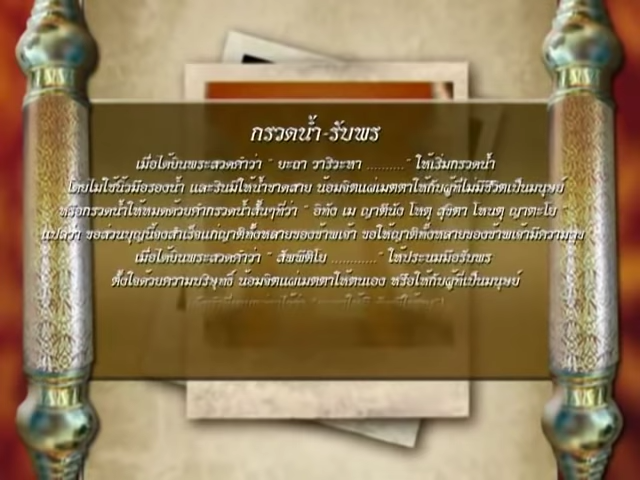 กรวดน้ำ-รับพร
เมื่อได้ยินพระสวดคำว่า " ยะถา วาริวะหา .........." ให้เริ่มกรวดน้ำ
โดยไม่ใช้นิ้วมือรองน้ำ และรินมิให้น้ำขาดสาย น้อมจิตแผ่เมตตาให้กับผู้ที่ไม่มีชีวิตเป็นมนุษย์
หรือกรวดน้ำให้หมดด้วยคำกรวดน้ำสั้นๆที่ว่า " อิทัง เม ญาตีนัง โหตุ สุขิตา โหนตุ ญาตะโย
แปลว่า ขอส่วนบุญนี้จงสำเร็จแก่ญาติทั้งหลายของข้าพเจ้า ขอให้ญาติทั้งหลายของข้าพเจ้ามีความสุข
เมื่อได้ยินพระสวดคำว่า " สัพพีติโย ............" ให้ประนมมือรับพร
ตั้งใจด้วยความบริสุทธิ์ น้อมจิตแผ่เมตตาให้ตนเอง หรือให้กับผู้ที่เป็นมนุษย์